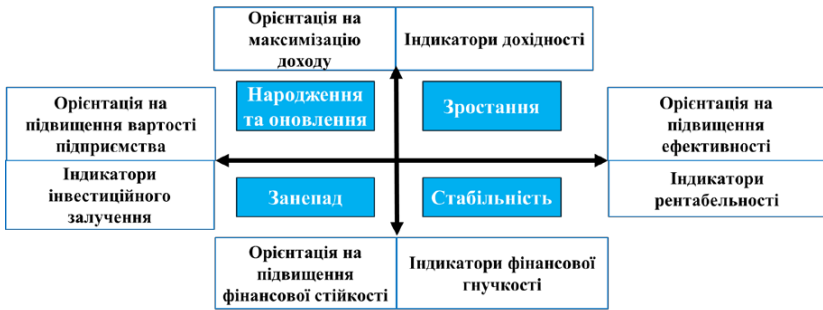 Орієнтація на
максимізацію
доходу
Індикатори дохідності
Народження
та оновлення
Зростання
Орієнтація на
підвищення вартості
підприємства
Індикатори
інвестиційного
залучення
Орієнтація на
підвищення
ефективності
Індикатори
рентабельності
Занепад
Стабільність
Орієнтація на
підвищення
фінансової стійкості
Індикатори фінансової
гнучкості